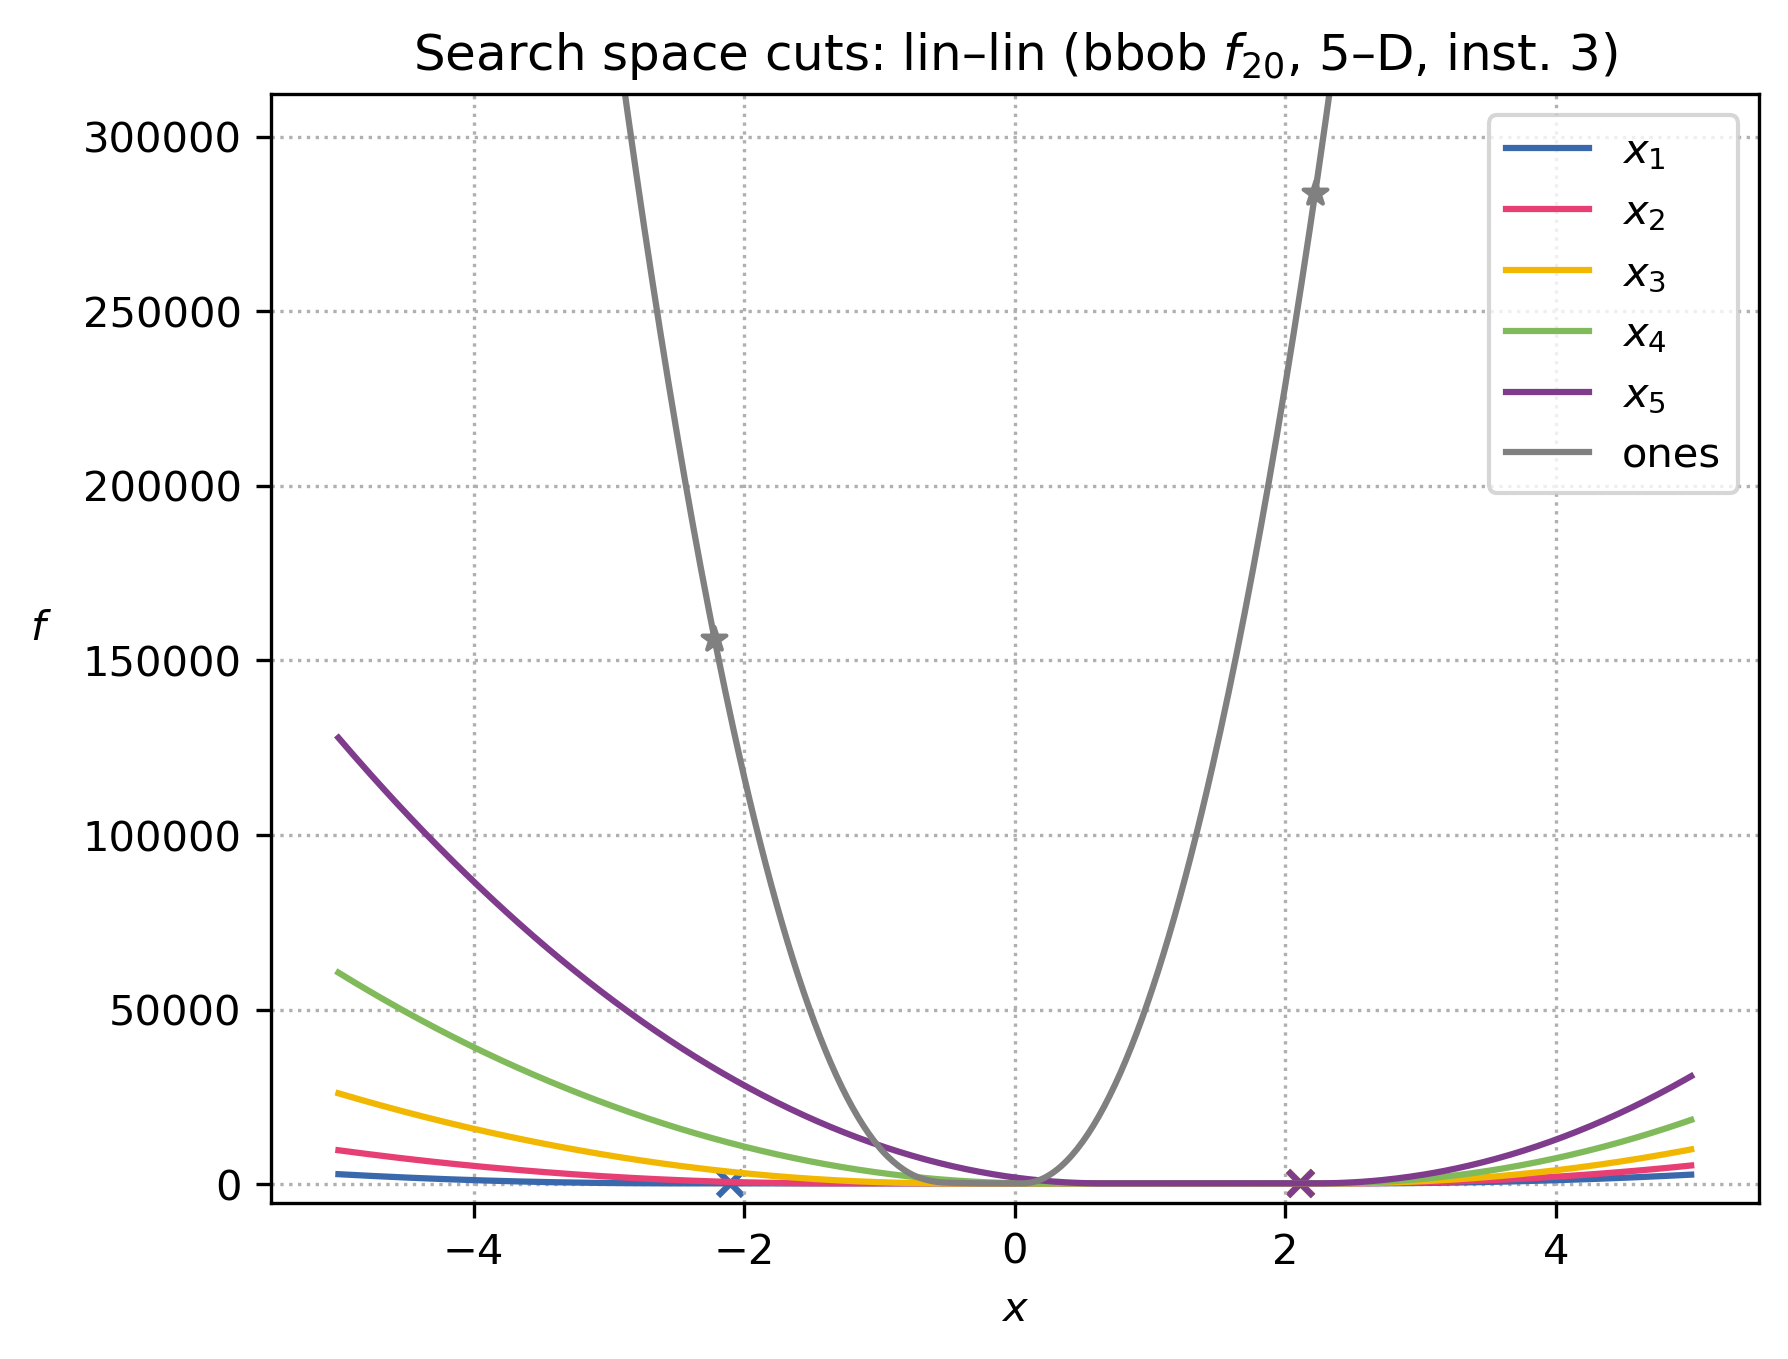 Search space cuts: lin–lin (bbob f20, 5–D, inst. 3)
300000
250000
200000
150000
100000
50000
0
f
−4
−2
0
2
4
x
x1
x2
x3
x4
x5
ones